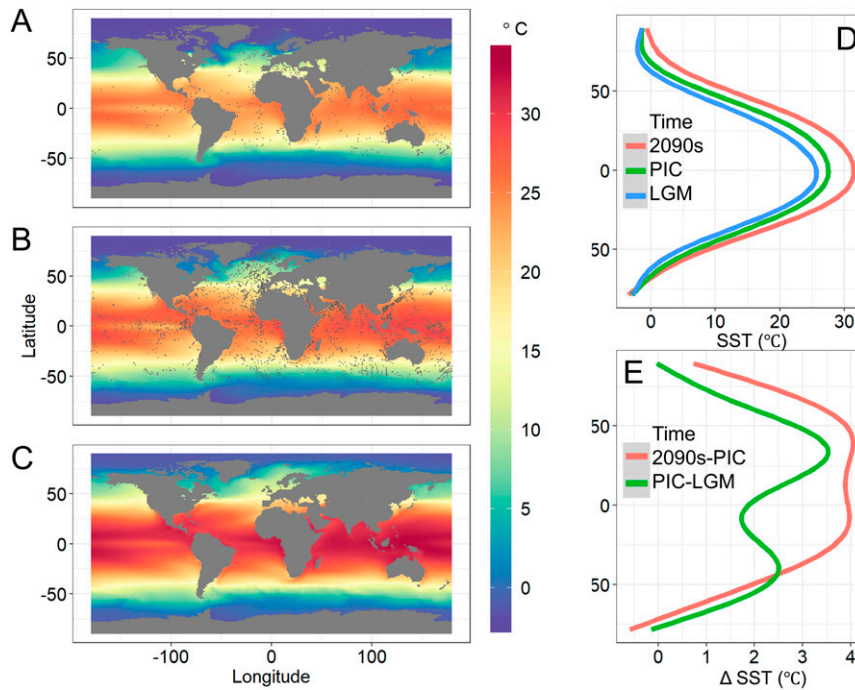 A
° C
50
0
-50
30
25
20
15
10
5
0
B
50
0
-50
Latitude
C
50
0
-50
-100
0
100
Longitude
D
50
0
50
Time
2090s
PIC
LGM
0
10
20
30
SST (°C)
E
50
0
50
Time
2090s-PIC
PIC-LGM
0
1
2
3
4
Δ SST (°C)